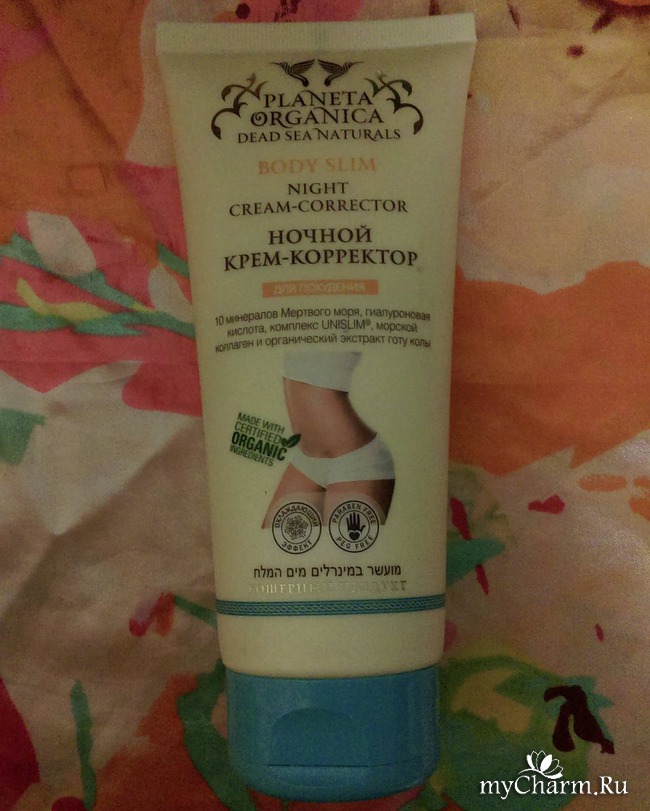 PLANETA
ORGANICA
DEAD SEA NATURALS
BODY SLIM
NIGHT
CREAM-CORRECTOR
НОЧНОЙ
КРЕМ-КОРРЕКТОР
ДЛЯ ПОХУДЕНИЯ
10 минералов Мертвого моря, гиалуроновая
кислота, комплекс UNISLIM®, морской
коллаген и органический экстракт готу колы
MADE WITH
CERTIFIED
ORGANIC
INGREDIENTS
ОХЛАЖДАЮЩИЙ
ЭФФЕКТ
PARABEN FREE
PEG FREE
מועשר במינרלים מים המלח
КОШЕРНЫЙ ПРОДУКТ
myCharm.Ru